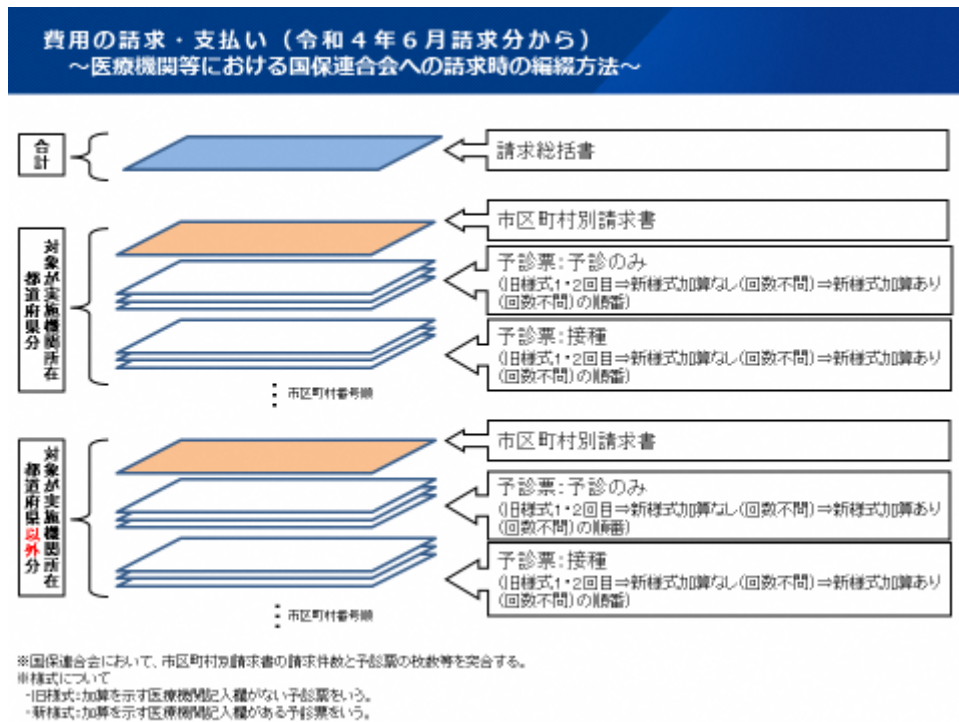 費用の請求・支払い（令和４年６月請求分から）
～医療機関等における国保連合会への請求時の編綴方法～
合計
請求総括書
対象が実施機関所在
都道府県分
市区町村別請求書
予診票：予診のみ
（旧様式1・2回目⇒新様式加算なし（回数不問）⇒新様式加算あり
（回数不問）の順番）
予診票：接種
（旧様式1・2回目⇒新様式加算なし（回数不問）⇒新様式加算あり
（回数不問）の順番）
市区町村番号順
対象が実施機関所在
都道府県以外分
市区町村別請求書
予診票：予診のみ
（旧様式1・2回目⇒新様式加算なし（回数不問）⇒新様式加算あり
（回数不問）の順番）
予診票：接種
（旧様式1・2回目⇒新様式加算なし（回数不問）⇒新様式加算あり
（回数不問）の順番）
市区町村番号順
※国保連合会において、市区町村別請求書の請求件数と予診票の枚数等を突合する。
※様式について
・旧様式：加算を示す医療機関記入欄がない予診票をいう。
・新様式：加算を示す医療機関記入欄がある予診票をいう。